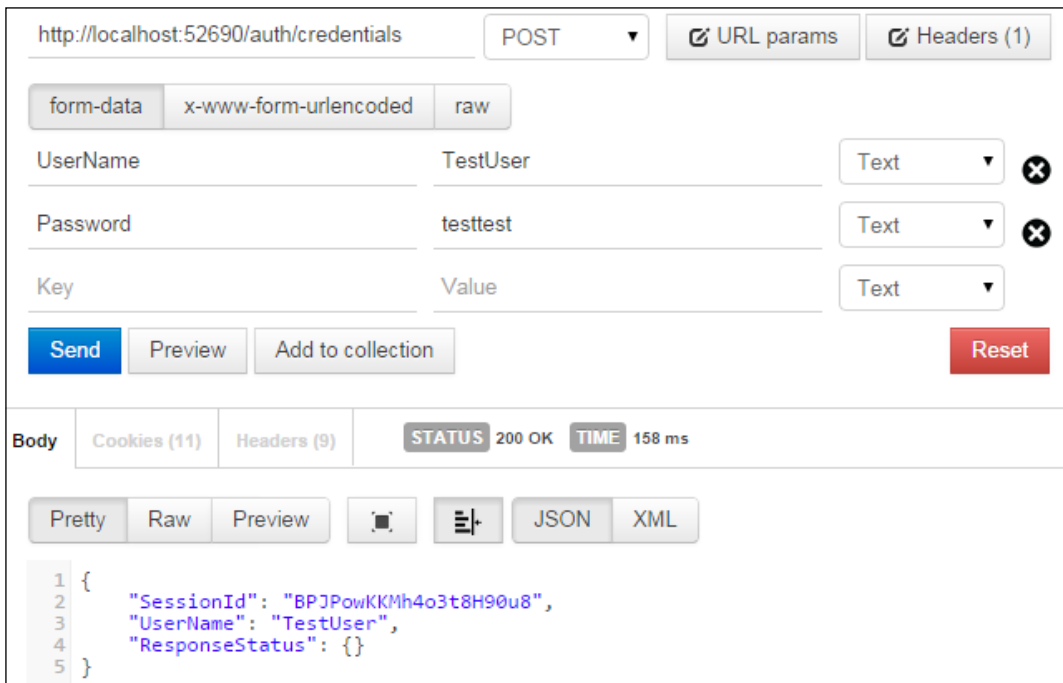 http://localhost:52690/auth/credentials POST URL params Headers (1)
form-data x-www-form-urlencoded raw
UserName TestUser Text
Password testtest Text
Key Value Text
Send Preview Add to collection Reset
Body Cookies (11) Headers (9) STATUS 200 OK TIME 158 ms
Pretty Raw Preview JSON XML
1 {
2 "SessionId": "BPJPowKKMh4o3t8H90u8",
3 "UserName": "TestUser",
4 "ResponseStatus": {}
5 }